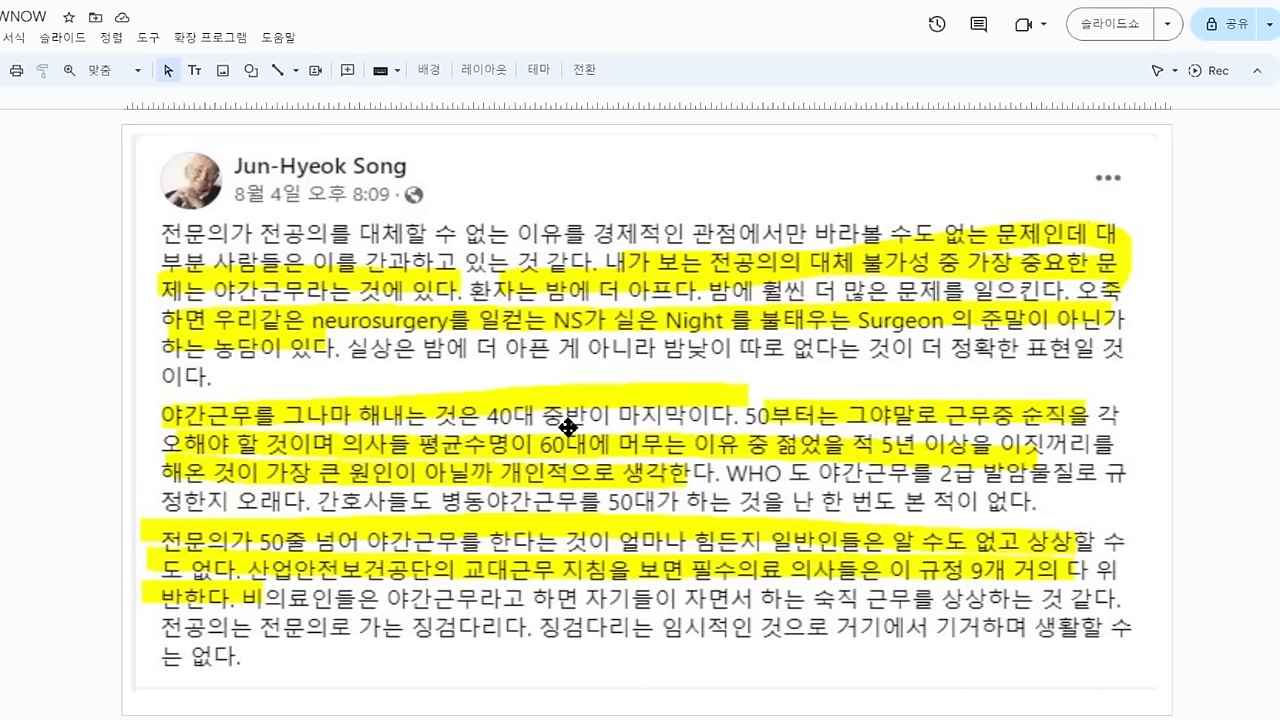 WNOW
서식 슬라이드 정렬 도구 확장 프로그램 도움말
슬라이드쇼
공유
맞춤
Tт
배경
레이아웃
테마
전환
Rec
Jun-Hyeok Song
8월 4일 오후 8:09 ·
전문의가 전공의를 대체할 수 없는 이유를 경제적인 관점에서만 바라볼 수도 없는 문제인데 대
부분 사람들은 이를 간과하고 있는 것 같다. 내가 보는 전공의의 대체 불가성 중 가장 중요한 문
제는 야간근무라는 것에 있다. 환자는 밤에 더 아프다. 밤에 훨씬 더 많은 문제를 일으킨다. 오죽
하면 우리같은 neurosurgery를 일컫는 NS가 실은 Night 를 불태우는 Surgeon 의 준말이 아닌가
하는 농담이 있다. 실상은 밤에 더 아픈 게 아니라 밤낮이 따로 없다는 것이 더 정확한 표현일 것
이다.
야간근무를 그나마 해내는 것은 40대 중반이 마지막이다. 50부터는 그야말로 근무중 순직을 각
오해야 할 것이며 의사들 평균수명이 60대에 머무는 이유 중 젊었을 적 5년 이상을 이짓꺼리를
해온 것이 가장 큰 원인이 아닐까 개인적으로 생각한다. WHO 도 야간근무를 2급 발암물질로 규
정한지 오래다. 간호사들도 병동야간근무를 50대가 하는 것을 난 한 번도 본 적이 없다.
전문의가 50줄 넘어 야간근무를 한다는 것이 얼마나 힘든지 일반인들은 알 수도 없고 상상할 수
도 없다. 산업안전보건공단의 교대근무 지침을 보면 필수의료 의사들은 이 규정 9개 거의 다 위
반한다. 비의료인들은 야간근무라고 하면 자기들이 자면서 하는 숙직 근무를 상상하는 것 같다.
전공의는 전문의로 가는 징검다리다. 징검다리는 임시적인 것으로 거기에서 기거하며 생활할 수
는 없다.